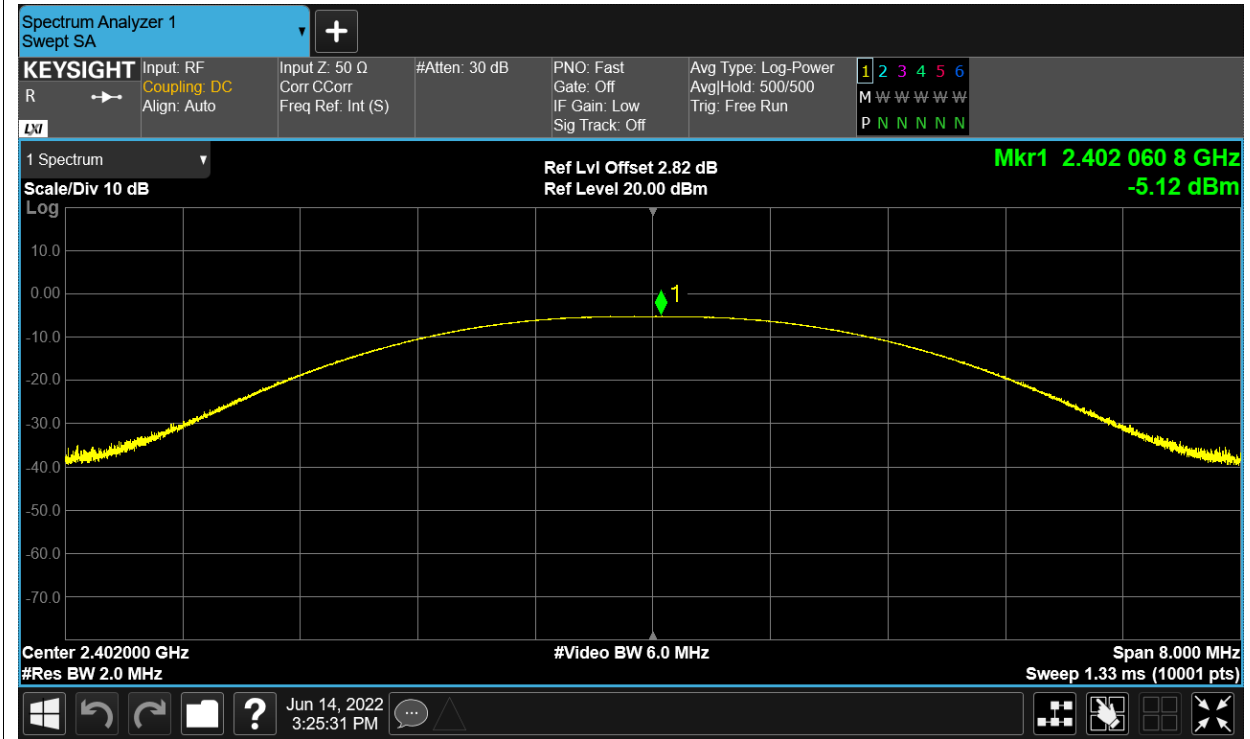 Spectrum Analyzer 1
Swept SA
+
KEYSIGHT
R
LXI
Input: RF
Coupling: DC
Align: Auto
Input Z: 50 Ω
Corr CCorr
Freq Ref: Int (S)
#Atten: 30 dB
PNO: Fast
Gate: Off
IF Gain: Low
Sig Track: Off
Avg Type: Log-Power
Avg|Hold: 500/500
Trig: Free Run
1 2 3 4 5 6
M W W W W W W
P N N N N N N
1 Spectrum
Scale/Div 10 dB
Log
Ref Lvl Offset 2.82 dB
Ref Level 20.00 dBm
Mkr1 2.402 060 8 GHz
-5.12 dBm
10.0
0.00
-10.0
-20.0
-30.0
-40.0
-50.0
-60.0
-70.0
1
Center 2.402000 GHz
#Video BW 6.0 MHz
Span 8.000 MHz
#Res BW 2.0 MHz
Sweep 1.33 ms (10001 pts)
?
Jun 14, 2022
3:25:31 PM